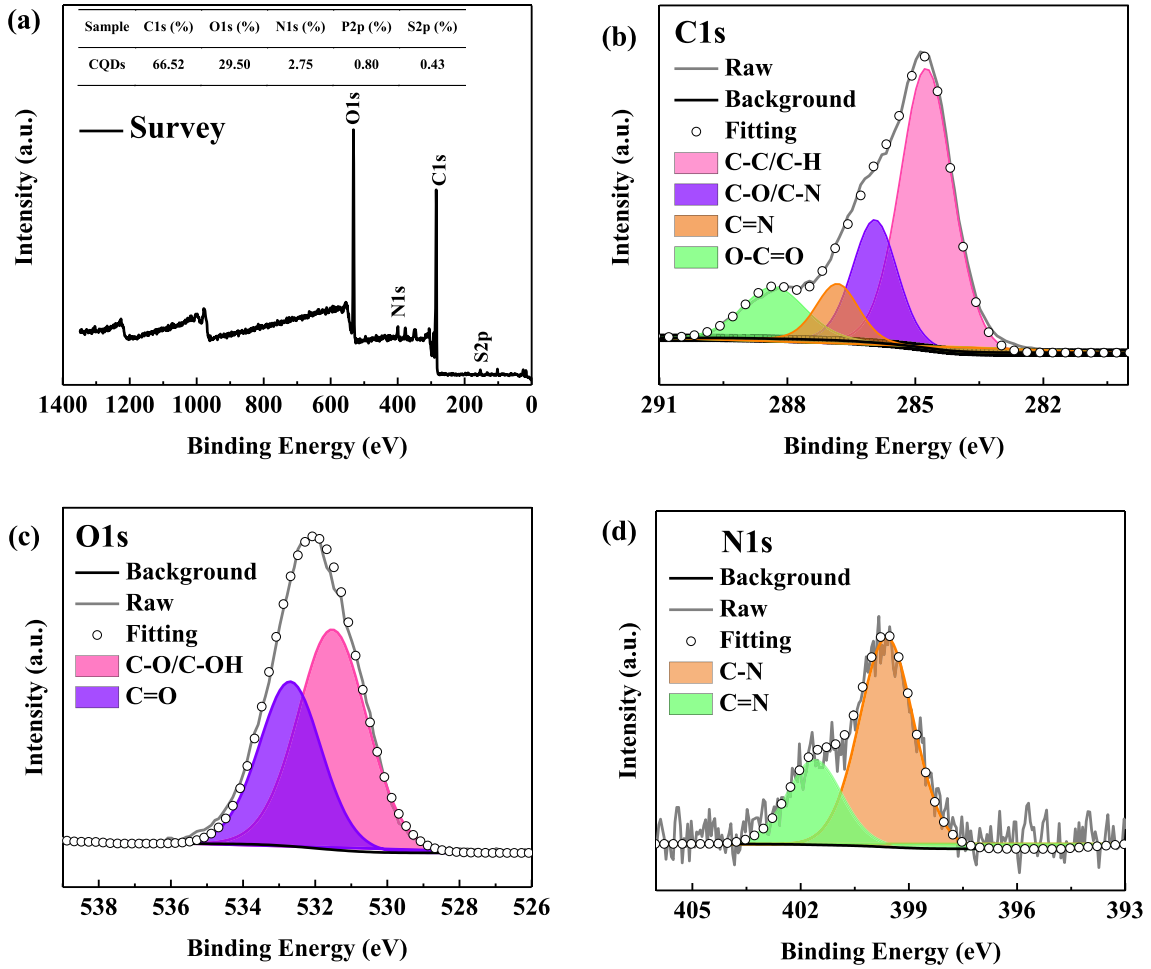 (a)
Sample C1s (%) O1s (%) N1s (%) P2p (%) S2p (%)
CQDs 66.52 29.50 2.75 0.80 0.43
Survey
O1s
C1s
N1s
S2p
Intensity (a.u.)
1400 1200 1000 800 600 400 200 0
Binding Energy (eV)
(b)
C1s
Raw
Background
Fitting
C-C/C-H
C-O/C-N
C=N
O-C=O
Intensity (a.u.)
291 288 285 282
Binding Energy (eV)
(c)
O1s
Background
Raw
Fitting
C-O/C-OH
C=O
Intensity (a.u.)
538 536 534 532 530 528 526
Binding Energy (eV)
(d)
N1s
Background
Raw
Fitting
C-N
C=N
Intensity (a.u.)
405 402 399 396 393
Binding Energy (eV)